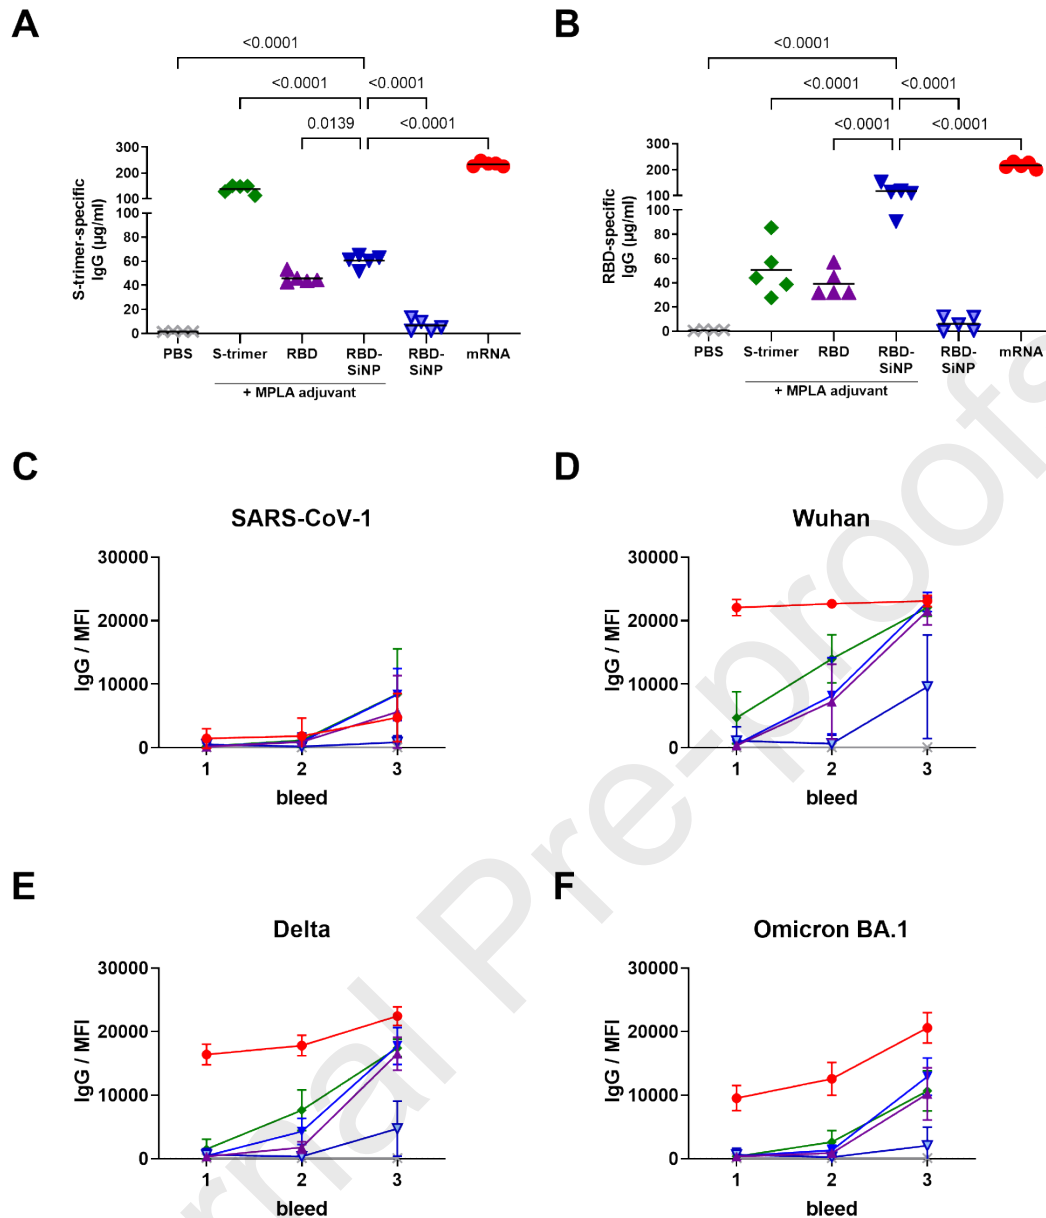 A
<0.0001
<0.0001 <0.0001
0.0139 <0.0001
S-trimer-specific
IgG (µg/ml)
300
200
100
100
80
60
40
20
0
PBS S-trimer RBD RBD-SiNP RBD-SiNP mRNA
+ MPLA adjuvant
B
<0.0001
<0.0001 <0.0001
<0.0001 <0.0001
RBD-specific
IgG (µg/ml)
300
200
100
100
80
60
40
20
0
PBS S-trimer RBD RBD-SiNP RBD-SiNP mRNA
+ MPLA adjuvant
C
SARS-CoV-1
IgG / MFI
30000
20000
10000
0
1 2 3
bleed
D
Wuhan
IgG / MFI
30000
20000
10000
0
1 2 3
bleed
E
Delta
IgG / MFI
30000
20000
10000
0
1 2 3
bleed
F
Omicron BA.1
IgG / MFI
30000
20000
10000
0
1 2 3
bleed
rnal Pre-proofs